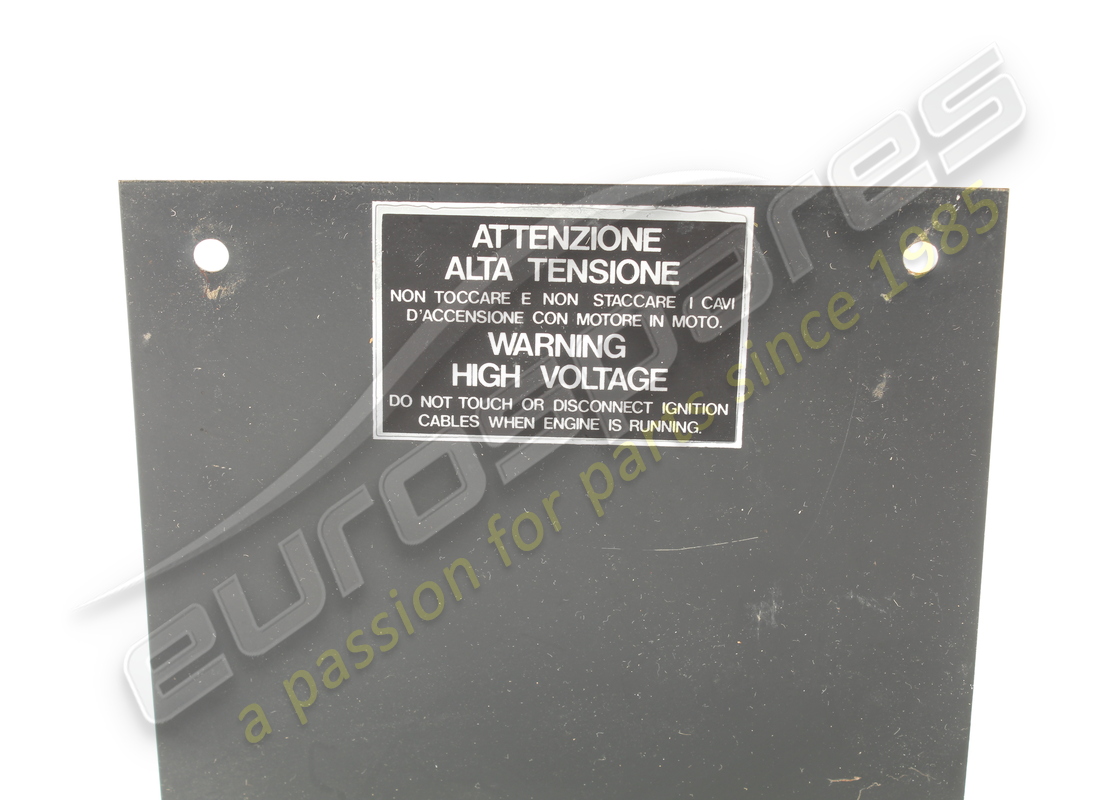 ATTENZIONE
ALTA TENSIONE
NON TOCCARE E NON STACCARE I CAVI
D'ACCENSIONE CON MOTORE IN MOTO.
WARNING
HIGH VOLTAGE
DO NOT TOUCH OR DISCONNECT IGNITION
CABLES WHEN ENGINE IS RUNNING.
eurospares
a passion for parts since 1985